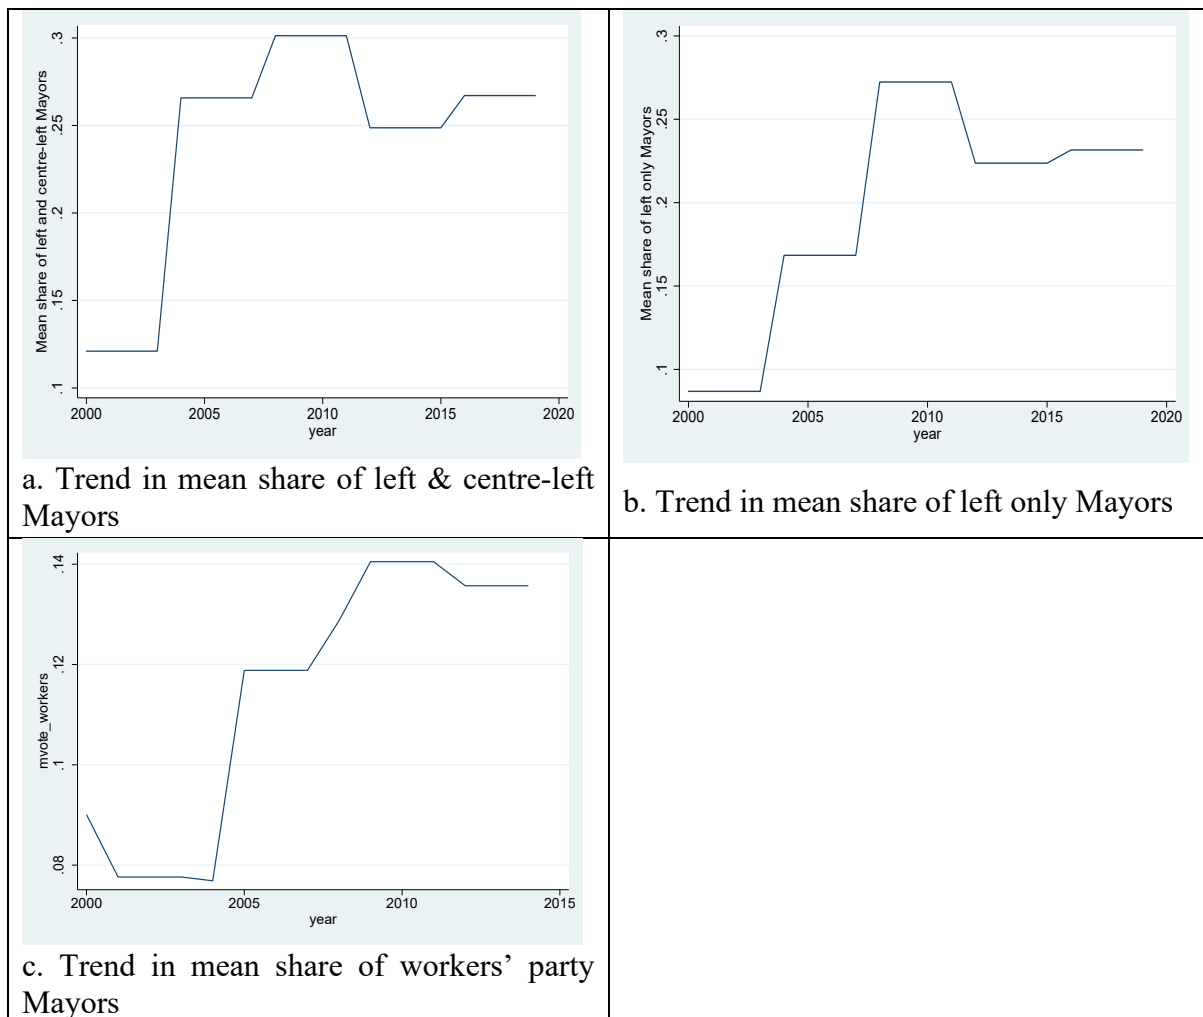 Mean share of left and centre-left Mayors
.3
.25
.2
.15
.1
2000 2005 2010 2015 2020
year
a. Trend in mean share of left & centre-left
Mayors
Mean share of left only Mayors
.3
.25
.2
.15
.1
2000 2005 2010 2015 2020
year
b. Trend in mean share of left only Mayors
mvote_workers
.14
.12
.1
.08
2000 2005 2010 2015
year
c. Trend in mean share of workers’ party
Mayors